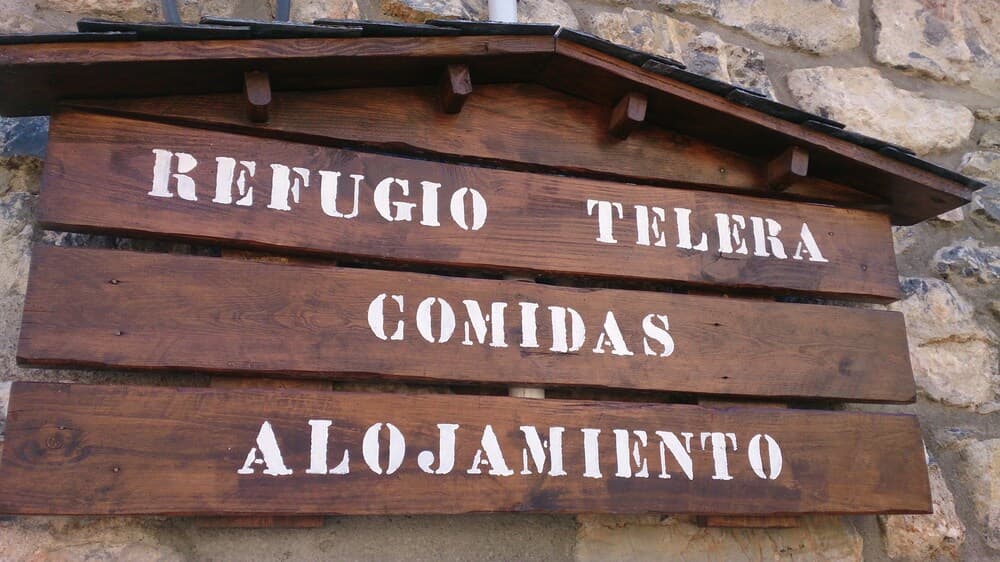 REFUGIO TELERA
COMIDAS
ALOJAMIENTO